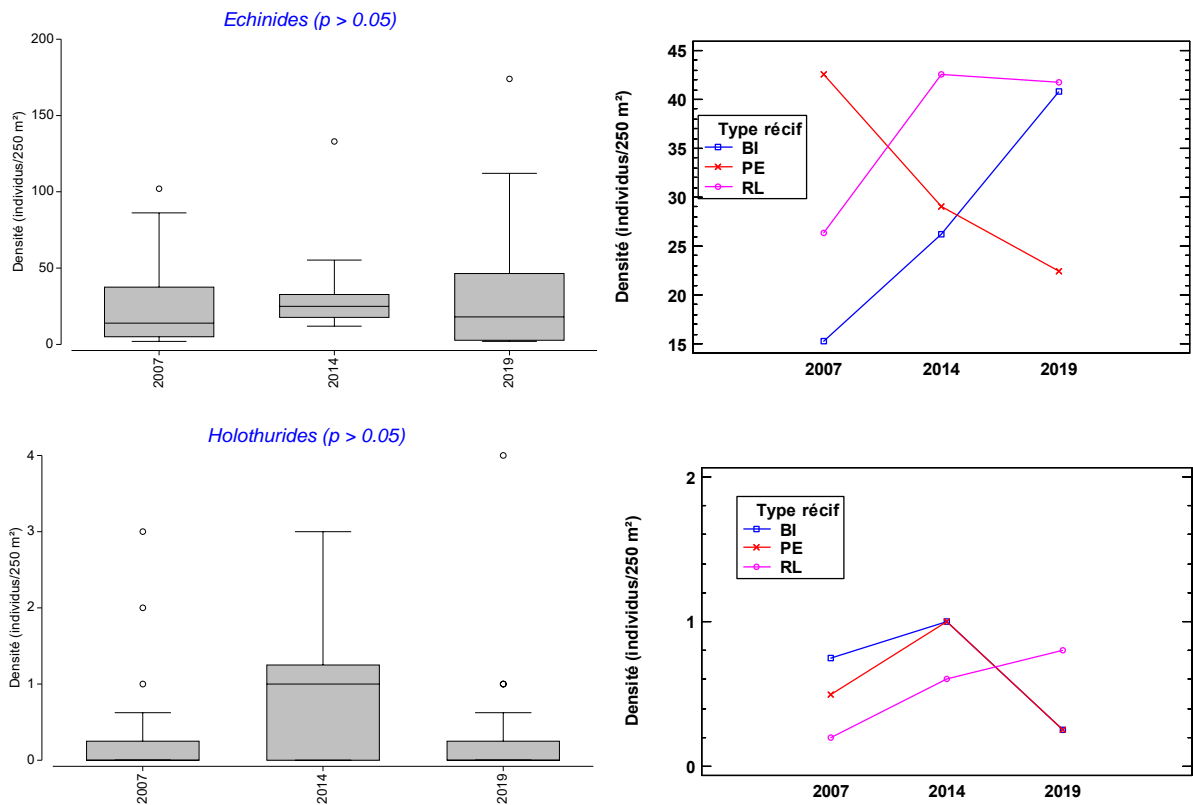 Echinides (p > 0.05)
Densité (individus/250 m²)
200
150
100
50
0
2007
2014
2019
Densité (individus/250 m²)
45
40
35
30
25
20
15
Type récif
BI
PE
RL
2007 2014 2019
Holothurides (p > 0.05)
Densité (individus/250 m²)
4
3
2
1
0
2007
2014
2019
Densité (individus/250 m²)
2
1
0
Type récif
BI
PE
RL
2007 2014 2019